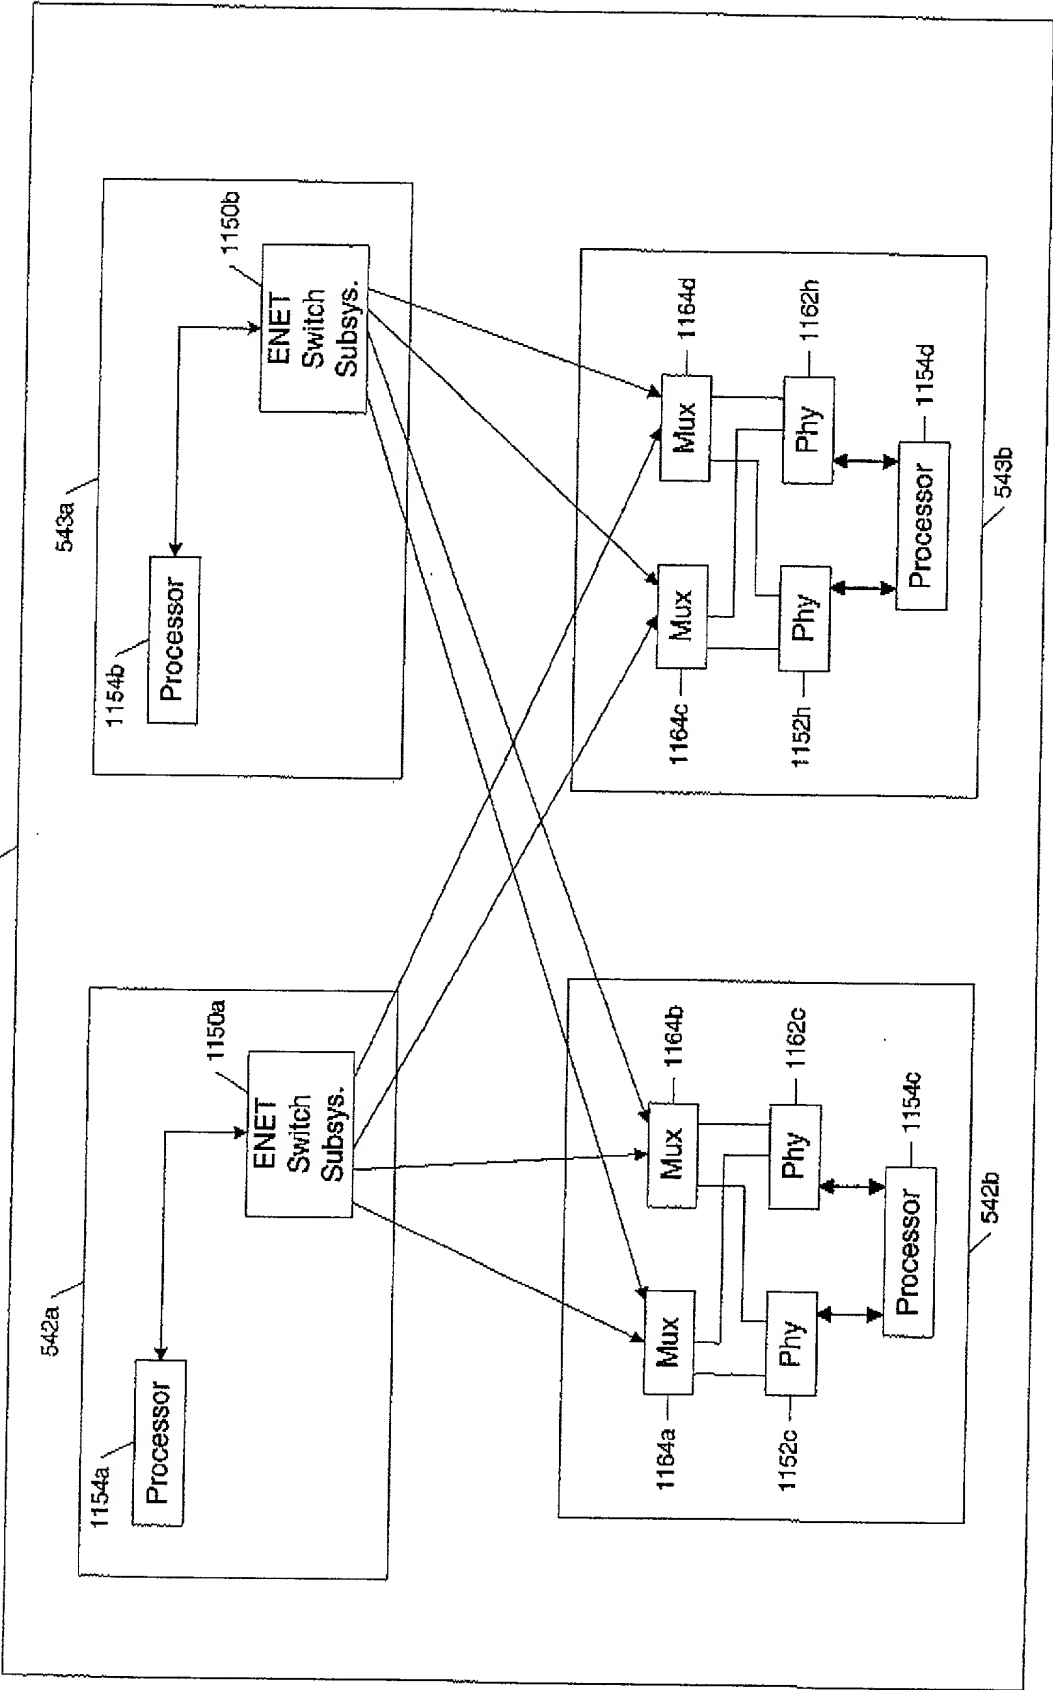 542a
1154a
Processor
1150a
ENET
Switch
Subsys.
543a
1154b
Processor
1150b
ENET
Switch
Subsys.
1164a
Mux
Mux
1164b
1152c
Phy
Phy
1162c
Processor
1154c
542b
1164c
Mux
Mux
1164d
1152h
Phy
Phy
1162h
Processor
1154d
543b